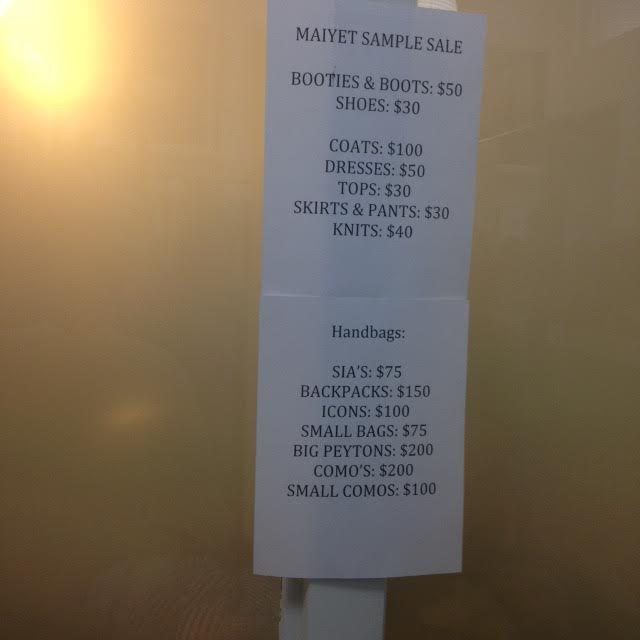 MAIYET SAMPLE SALE
BOOTIES & BOOTS: $50
SHOES: $30
COATS: $100
DRESSES: $50
TOPS: $30
SKIRTS & PANTS: $30
KNITS: $40
Handbags:
SIA'S: $75
BACKPACKS: $150
ICONS: $100
SMALL BAGS: $75
BIG PEYTONS: $200
COMO'S: $200
SMALL COMOS: $100